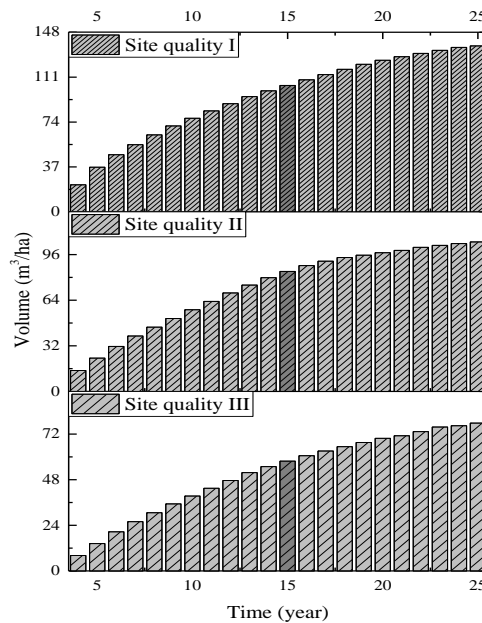 5 10 15 20 25
148
111
74
37
0
Site quality I
96
64
32
0
Site quality II
72
48
24
0
Site quality III
Volume (m³/ha)
5 10 15 20 25
Time (year)